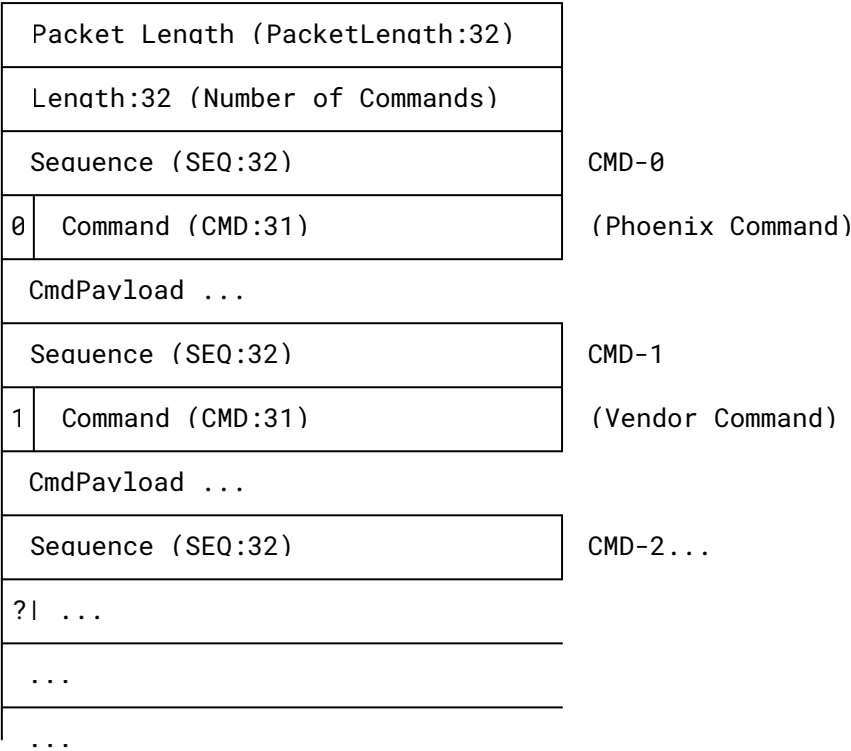 Packet Length (PacketLength:32)
Length:32 (Number of Commands)
Sequence (SEQ:32) CMD-0
0 Command (CMD:31) (Phoenix Command)
CmdPayload ...
Sequence (SEQ:32) CMD-1
1 Command (CMD:31) (Vendor Command)
CmdPayload ...
Sequence (SEQ:32) CMD-2...
?| ...
...
...